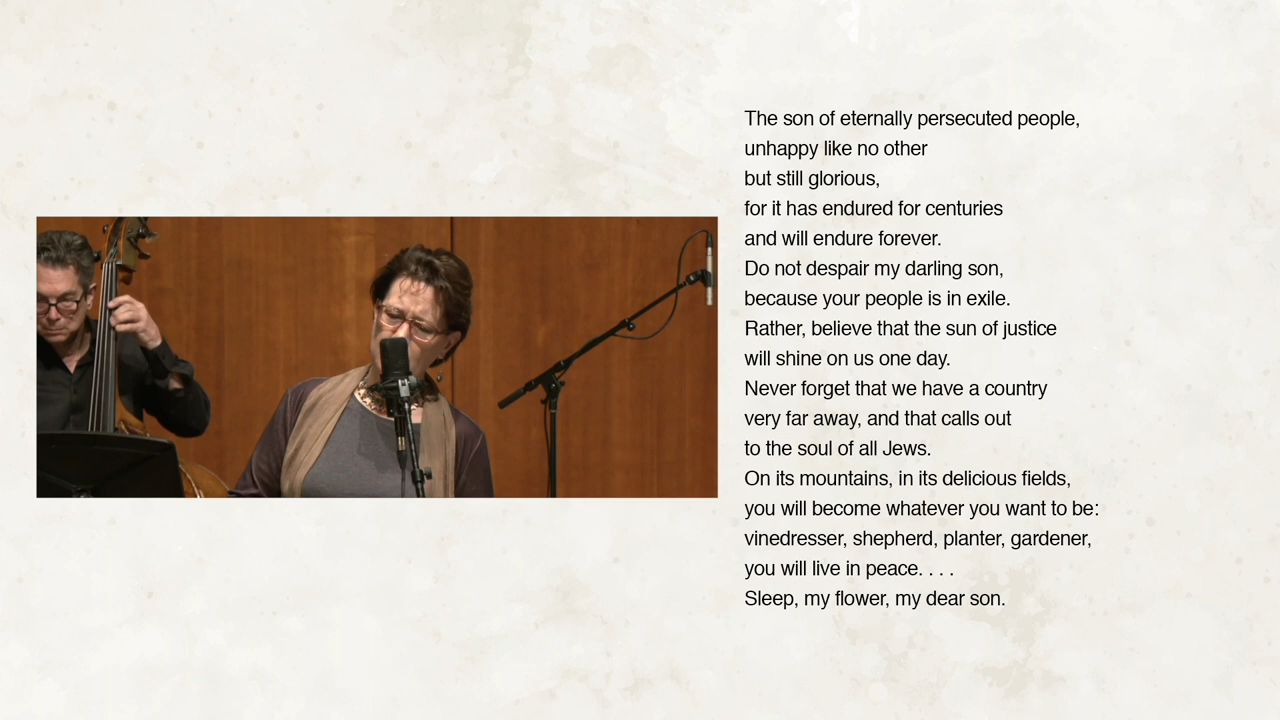 The son of eternally persecuted people,
unhappy like no other
but still glorious,
for it has endured for centuries
and will endure forever.
Do not despair my darling son,
because your people is in exile.
Rather, believe that the sun of justice
will shine on us one day.
Never forget that we have a country
very far away, and that calls out
to the soul of all Jews.
On its mountains, in its delicious fields,
you will become whatever you want to be:
vinedresser, shepherd, planter, gardener,
you will live in peace. . . .
Sleep, my flower, my dear son.